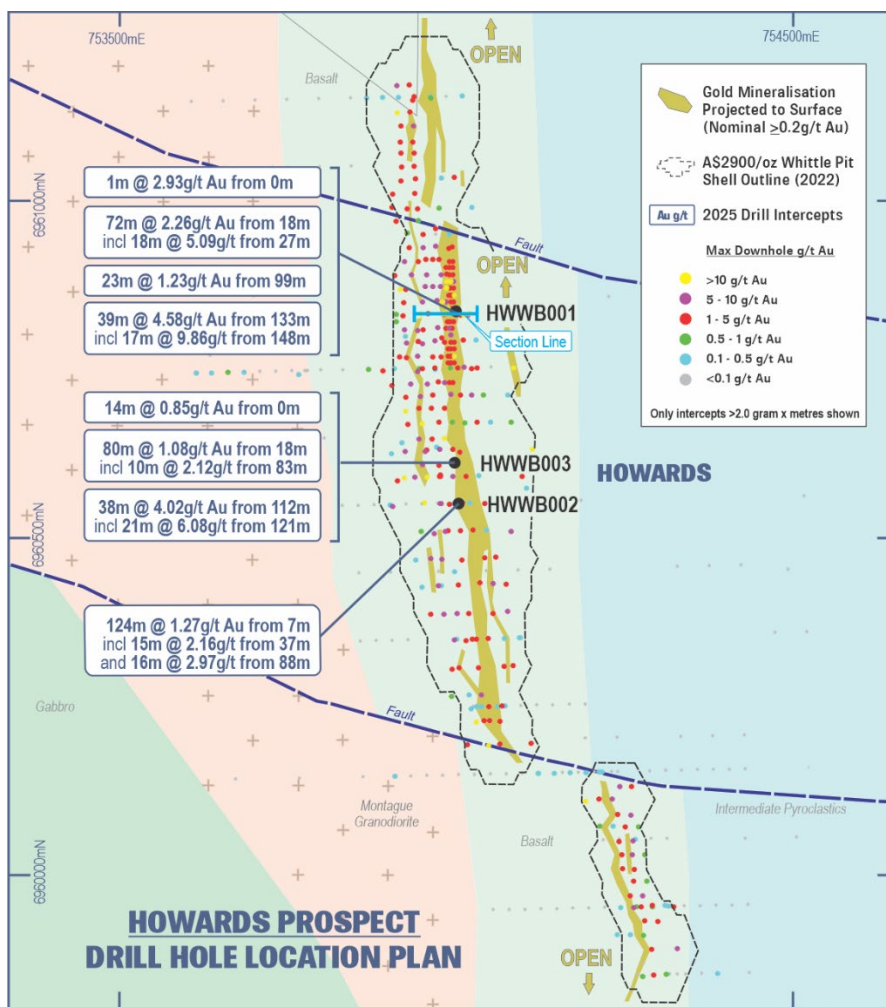 753500mE
754500mE
OPEN
Basalt
Gold Mineralisation
Projected to Surface
(Nominal ≥0.2g/t Au)
A$2900/oz Whittle Pit
Shell Outline (2022)
Au g/t
2025 Drill Intercepts
Max Downhole g/t Au
>10 g/t Au
5 - 10 g/t Au
1 - 5 g/t Au
0.5 - 1 g/t Au
0.1 - 0.5 g/t Au
<0.1 g/t Au
Only intercepts >2.0 gram x metres shown
6961000mN
1m @ 2.93g/t Au from 0m
72m @ 2.26g/t Au from 18m
incl 18m @ 5.09g/t from 27m
23m @ 1.23g/t Au from 99m
39m @ 4.58g/t Au from 133m
incl 17m @ 9.86g/t from 148m
Fault
OPEN
HWWB001
Section Line
14m @ 0.85g/t Au from 0m
80m @ 1.08g/t Au from 18m
incl 10m @ 2.12g/t from 83m
38m @ 4.02g/t Au from 112m
incl 21m @ 6.08g/t from 121m
HWWB003
HOWARDS
HWWB002
6960500mN
124m @ 1.27g/t Au from 7m
incl 15m @ 2.16g/t from 37m
and 16m @ 2.97g/t from 88m
Gabbro
Fault
Montague
Granodiorite
Basalt
Intermediate Pyroclastics
6960000mN
HOWARDS PROSPECT
DRILL HOLE LOCATION PLAN
OPEN